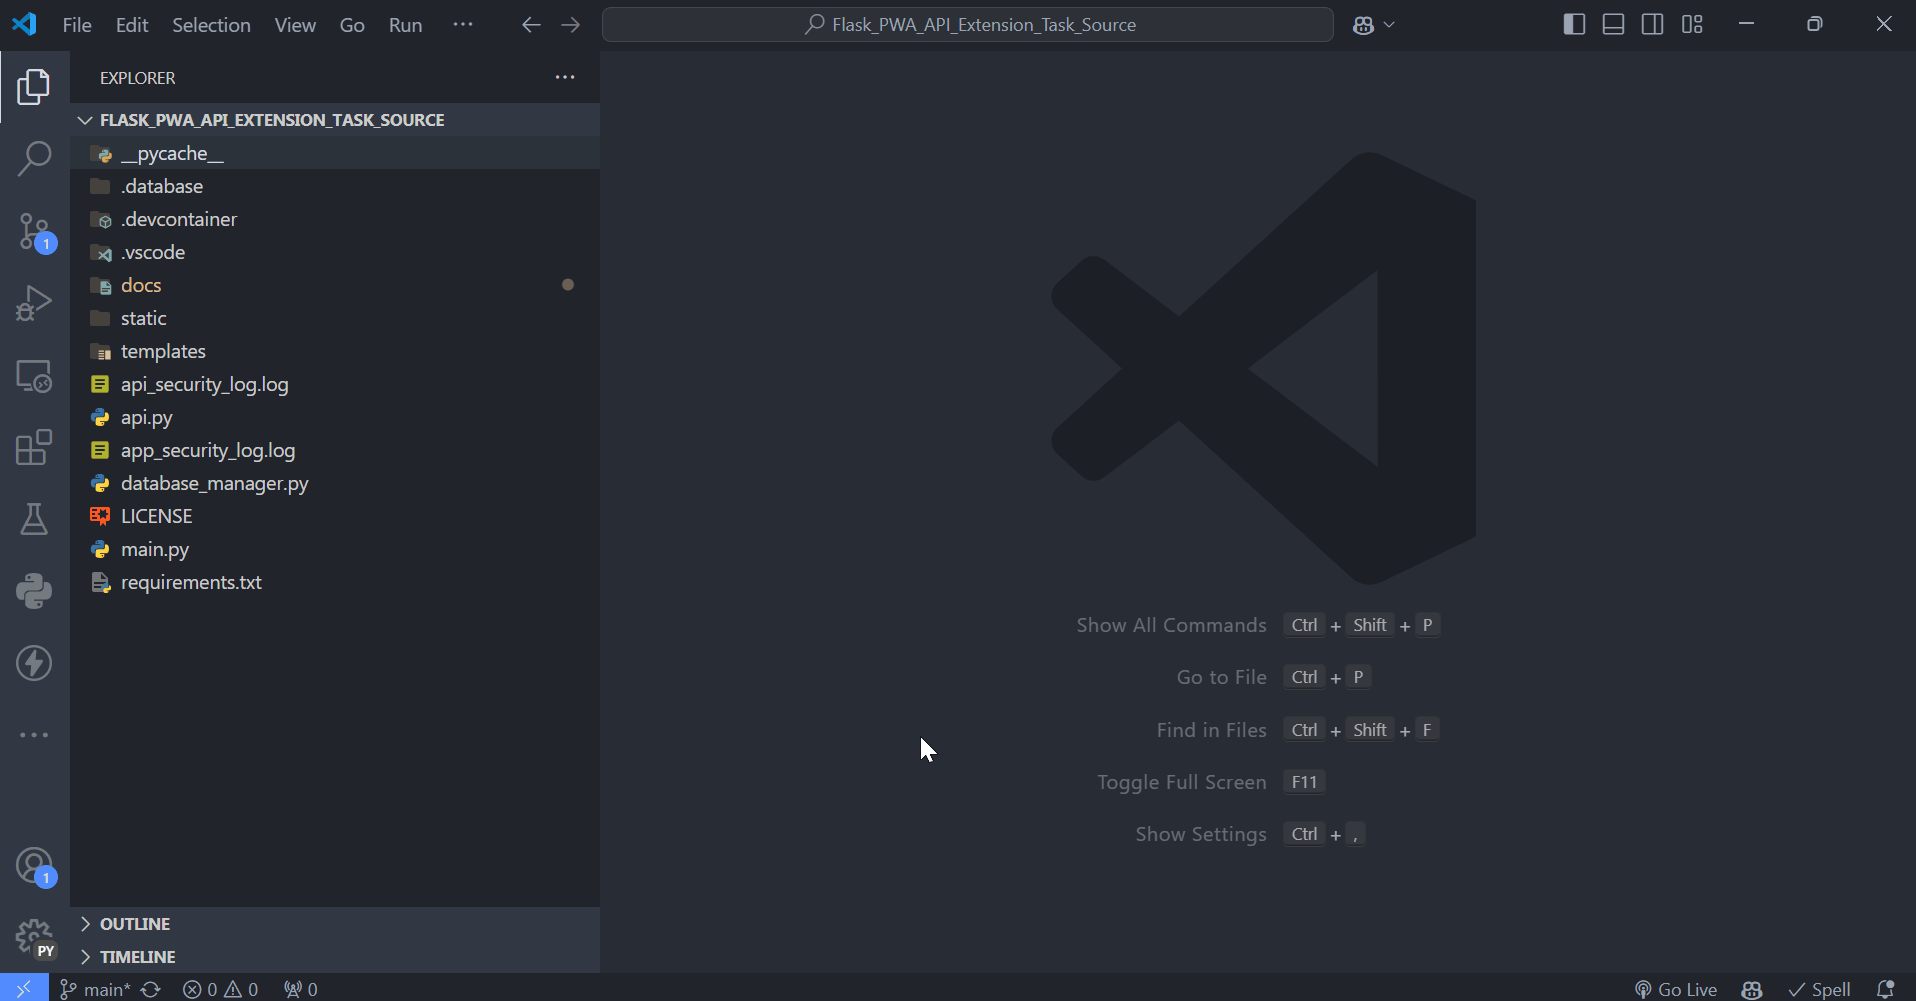 File Edit Selection View Go Run ···
Flask_PWA_API_Extension_Task_Source
EXPLORER
FLASK_PWA_API_EXTENSION_TASK_SOURCE
__pycache__
.database
.devcontainer
.vscode
docs
static
templates
api_security_log.log
api.py
app_security_log.log
database_manager.py
LICENSE
main.py
requirements.txt
Show All Commands Ctrl + Shift + P
Go to File Ctrl + P
Find in Files Ctrl + Shift + F
Toggle Full Screen F11
Show Settings Ctrl + ,
1
1
PY
OUTLINE
TIMELINE
main* 0 0 0
Go Live Spell